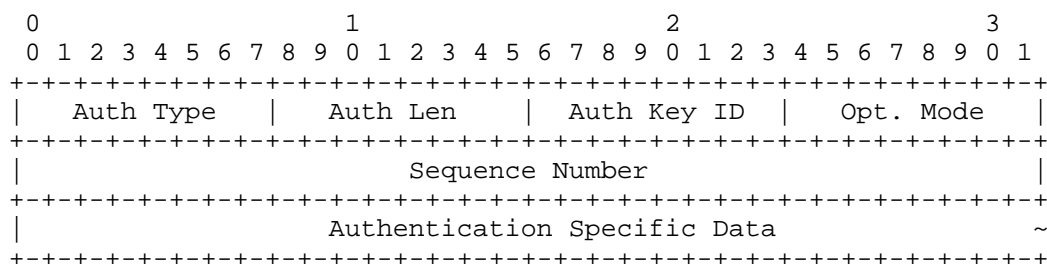 0                   1                   2                   3
 0 1 2 3 4 5 6 7 8 9 0 1 2 3 4 5 6 7 8 9 0 1 2 3 4 5 6 7 8 9 0 1
+-+-+-+-+-+-+-+-+-+-+-+-+-+-+-+-+-+-+-+-+-+-+-+-+-+-+-+-+-+-+-+-+
|   Auth Type   |   Auth Len    |  Auth Key ID  |   Opt. Mode   |
+-+-+-+-+-+-+-+-+-+-+-+-+-+-+-+-+-+-+-+-+-+-+-+-+-+-+-+-+-+-+-+-+
|                        Sequence Number                        |
+-+-+-+-+-+-+-+-+-+-+-+-+-+-+-+-+-+-+-+-+-+-+-+-+-+-+-+-+-+-+-+-+
|                   Authentication Specific Data                ~
+-+-+-+-+-+-+-+-+-+-+-+-+-+-+-+-+-+-+-+-+-+-+-+-+-+-+-+-+-+-+-+-+